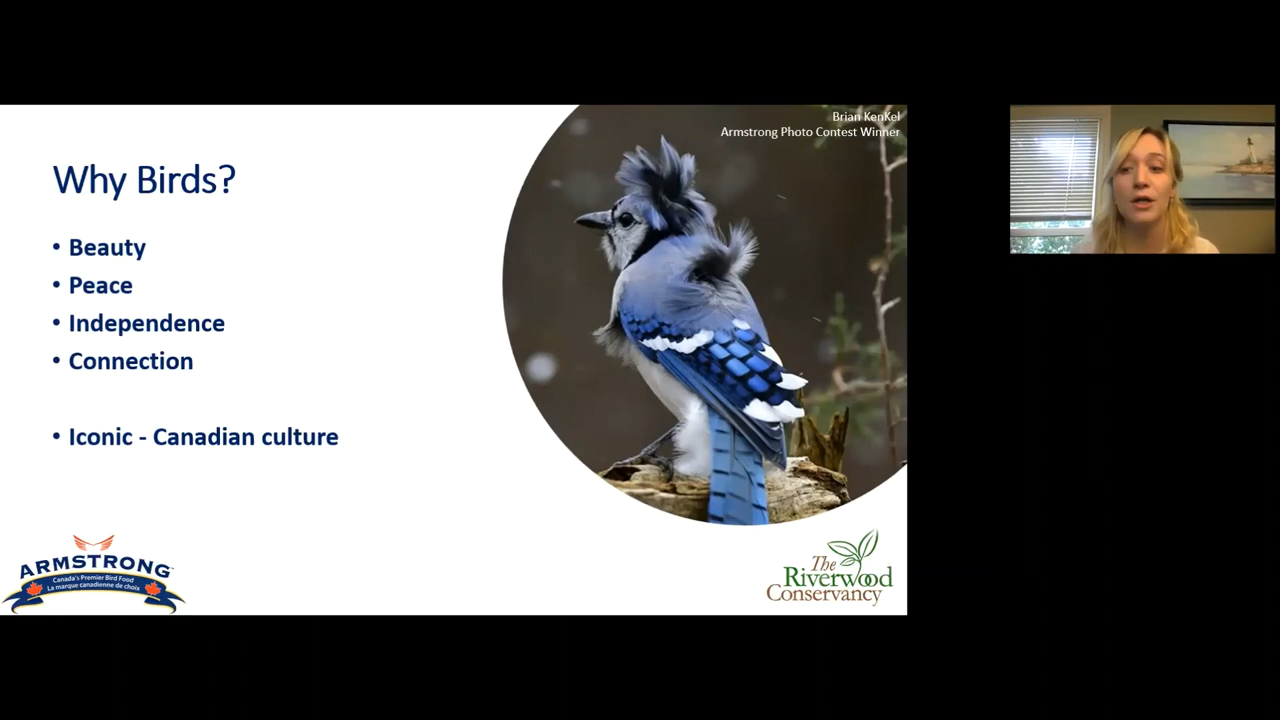 Brian KenKel
Armstrong Photo Contest Winner
Why Birds?
• Beauty
• Peace
• Independence
• Connection
• Iconic - Canadian culture
ARMSTRONG™
Canada's Premier Bird Food
La marque canadienne de choix
The
Riverwood
Conservancy